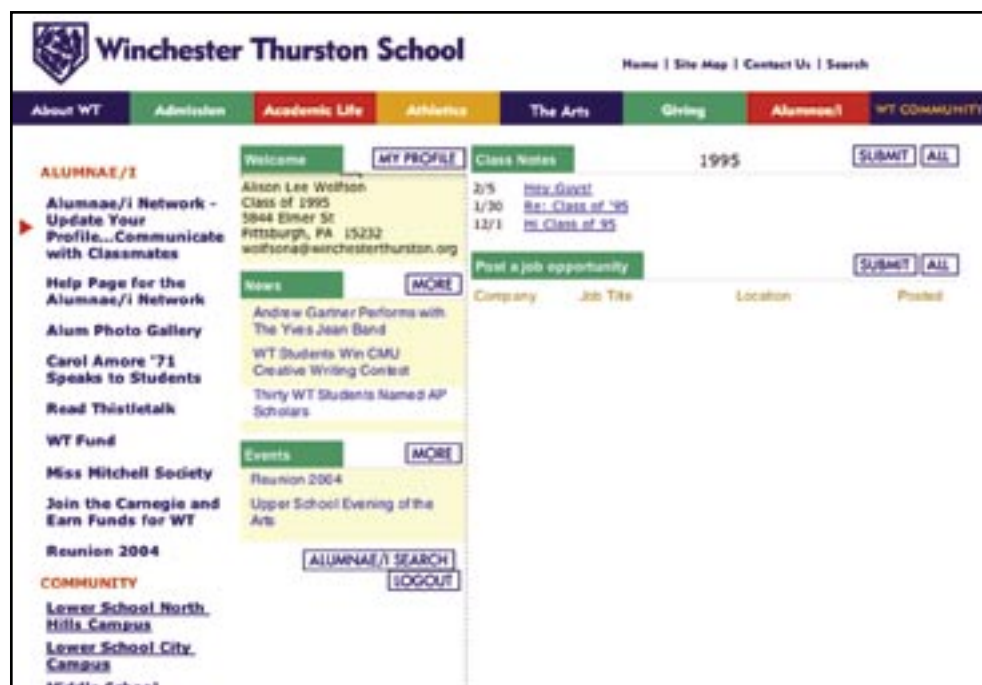 Winchester Thurston School
Home | Site Map | Contact Us | Search
About WT Admission Academic Life Athletics The Arts Giving Alumnae/i WT COMMUNITY
ALUMNAE/I
Alumnae/i Network -
Update Your
Profile...Communicate
with Classmates
Help Page for the
Alumnae/i Network
Alum Photo Gallery
Carol Amore '71
Speaks to Students
Read Thistletalk
WT Fund
Miss Mitchell Society
Join the Carnegie and
Earn Funds for WT
Reunion 2004
COMMUNITY
Lower School North
Hills Campus
Lower School City
Campus
Middle School
Welcome MY PROFILE
Alison Lee Wolfson
Class of 1995
5844 Elmer St
Pittsburgh, PA 15232
wolfsona@winchesterthurston.org
News MORE
Andrew Gartner Performs with
The Yves Jean Band
WT Students Win CMU
Creative Writing Contest
Thirty WT Students Named AP
Scholars
Events MORE
Reunion 2004
Upper School Evening of the
Arts
ALUMNAE/I SEARCH
LOGOUT
Class Notes 1995 SUBMIT ALL
2/5 Hey Guys!
1/30 Re: Class of '95
12/1 Hi Class of 95
Post a job opportunity SUBMIT ALL
Company Job Title Location Posted